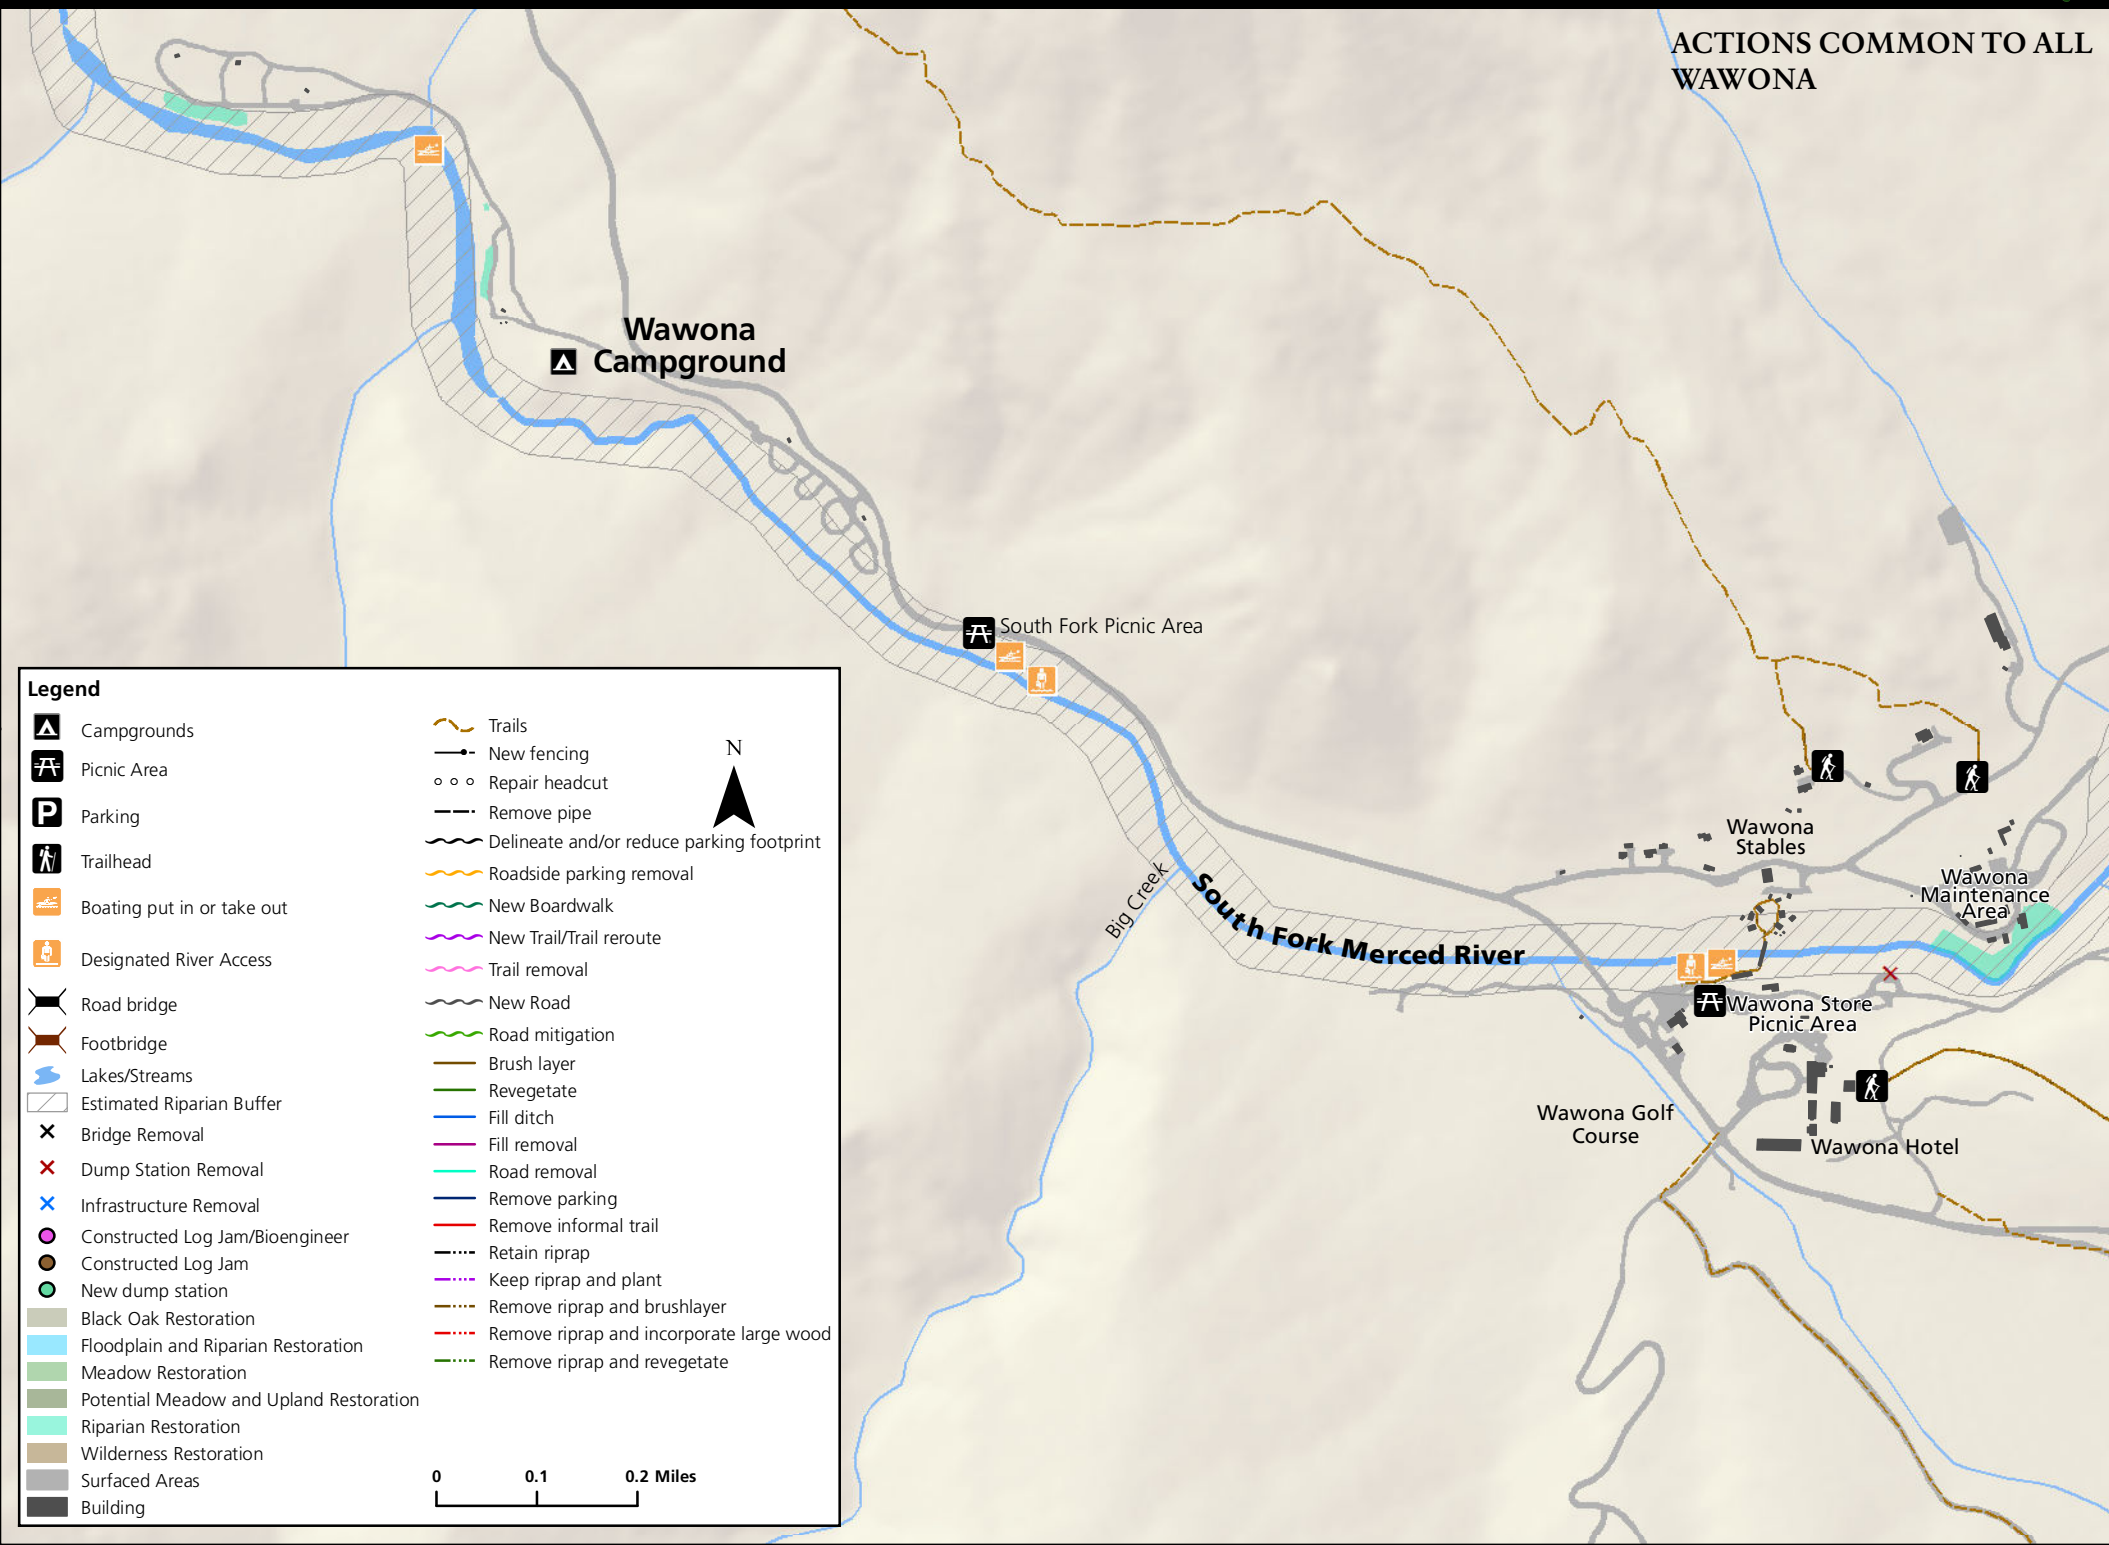 ACTIONS COMMON TO ALL
WAWONA
Wawona
Campground
South Fork Picnic Area
Big Creek
South Fork Merced River
Wawona
Stables
Wawona
Maintenance
Area
Wawona Store
Picnic Area
Wawona Golf
Course
Wawona Hotel
Legend
Campgrounds
Picnic Area
P
Parking
Trailhead
Boating put in or take out
Designated River Access
Road bridge
Footbridge
Lakes/Streams
Estimated Riparian Buffer
Bridge Removal
Dump Station Removal
Infrastructure Removal
Constructed Log Jam/Bioengineer
Constructed Log Jam
New dump station
Black Oak Restoration
Floodplain and Riparian Restoration
Meadow Restoration
Potential Meadow and Upland Restoration
Riparian Restoration
Wilderness Restoration
Surfaced Areas
Building
Trails
New fencing
Repair headcut
Remove pipe
Delineate and/or reduce parking footprint
Roadside parking removal
New Boardwalk
New Trail/Trail reroute
Trail removal
New Road
Road mitigation
Brush layer
Revegetate
Fill ditch
Fill removal
Road removal
Remove parking
Remove informal trail
Retain riprap
Keep riprap and plant
Remove riprap and brushlayer
Remove riprap and incorporate large wood
Remove riprap and revegetate
N
0 0.1 0.2 Miles